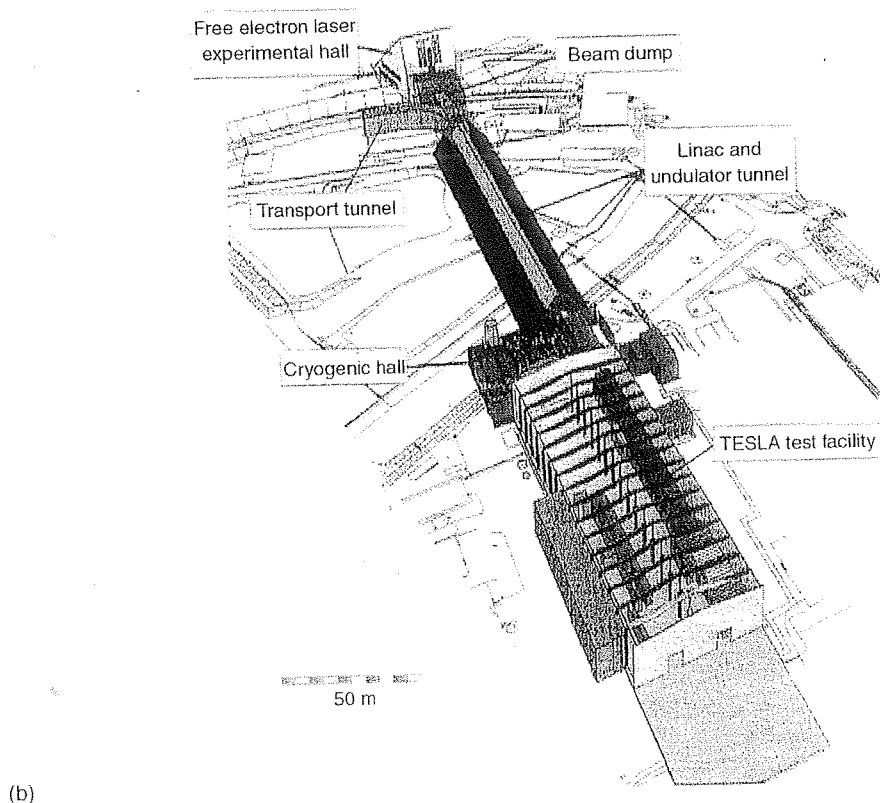 Free electron laser
experimental hall
Beam dump
Linac and
undulator tunnel
Transport tunnel
Cryogenic hall
TESLA test facility
50 m
(b)